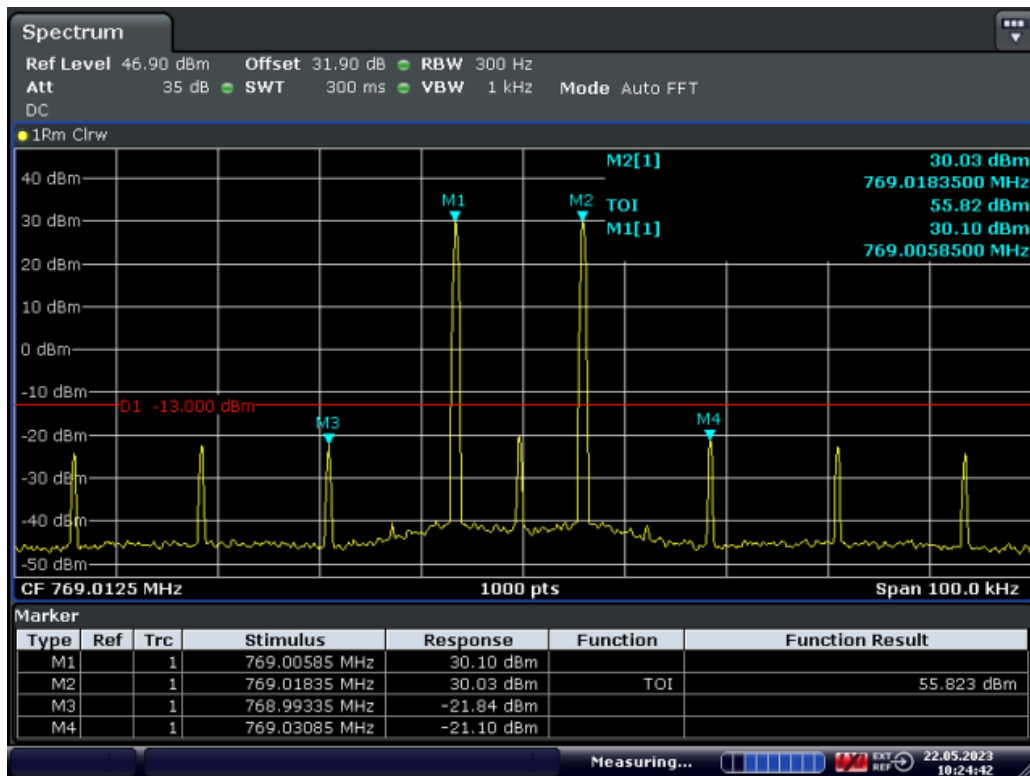 Spectrum
Ref Level 46.90 dBm Offset 31.90 dB RBW 300 Hz
Att 35 dB SWT 300 ms VBW 1 kHz Mode Auto FFT
DC
1Rm Clrw
M2[1] 30.03 dBm
769.0183500 MHz
TOI 55.82 dBm
M1[1] 30.10 dBm
769.0058500 MHz
40 dBm
M1 M2
30 dBm
20 dBm
10 dBm
0 dBm
-10 dBm
D1 -13.000 dBm
M3 M4
-20 dBm
-30 dBm
-40 dBm
-50 dBm
CF 769.0125 MHz 1000 pts Span 100.0 kHz
Marker
Type Ref Trc Stimulus Response Function Function Result
M1 1 769.00585 MHz 30.10 dBm
M2 1 769.01835 MHz 30.03 dBm TOI 55.823 dBm
M3 1 768.99335 MHz -21.84 dBm
M4 1 769.03085 MHz -21.10 dBm
Measuring... EXT REF 22.05.2023
10:24:42